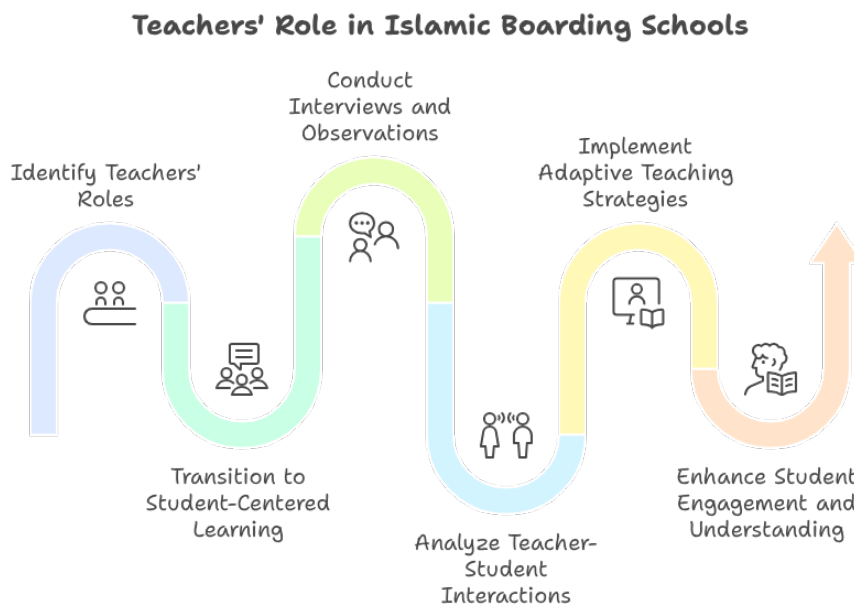 Teachers' Role in Islamic Boarding Schools
Identify Teachers'
Roles
Transition to
Student-Centered
Learning
Conduct
Interviews and
Observations
Analyze Teacher-
Student
Interactions
Implement
Adaptive Teaching
Strategies
Enhance Student
Engagement and
Understanding